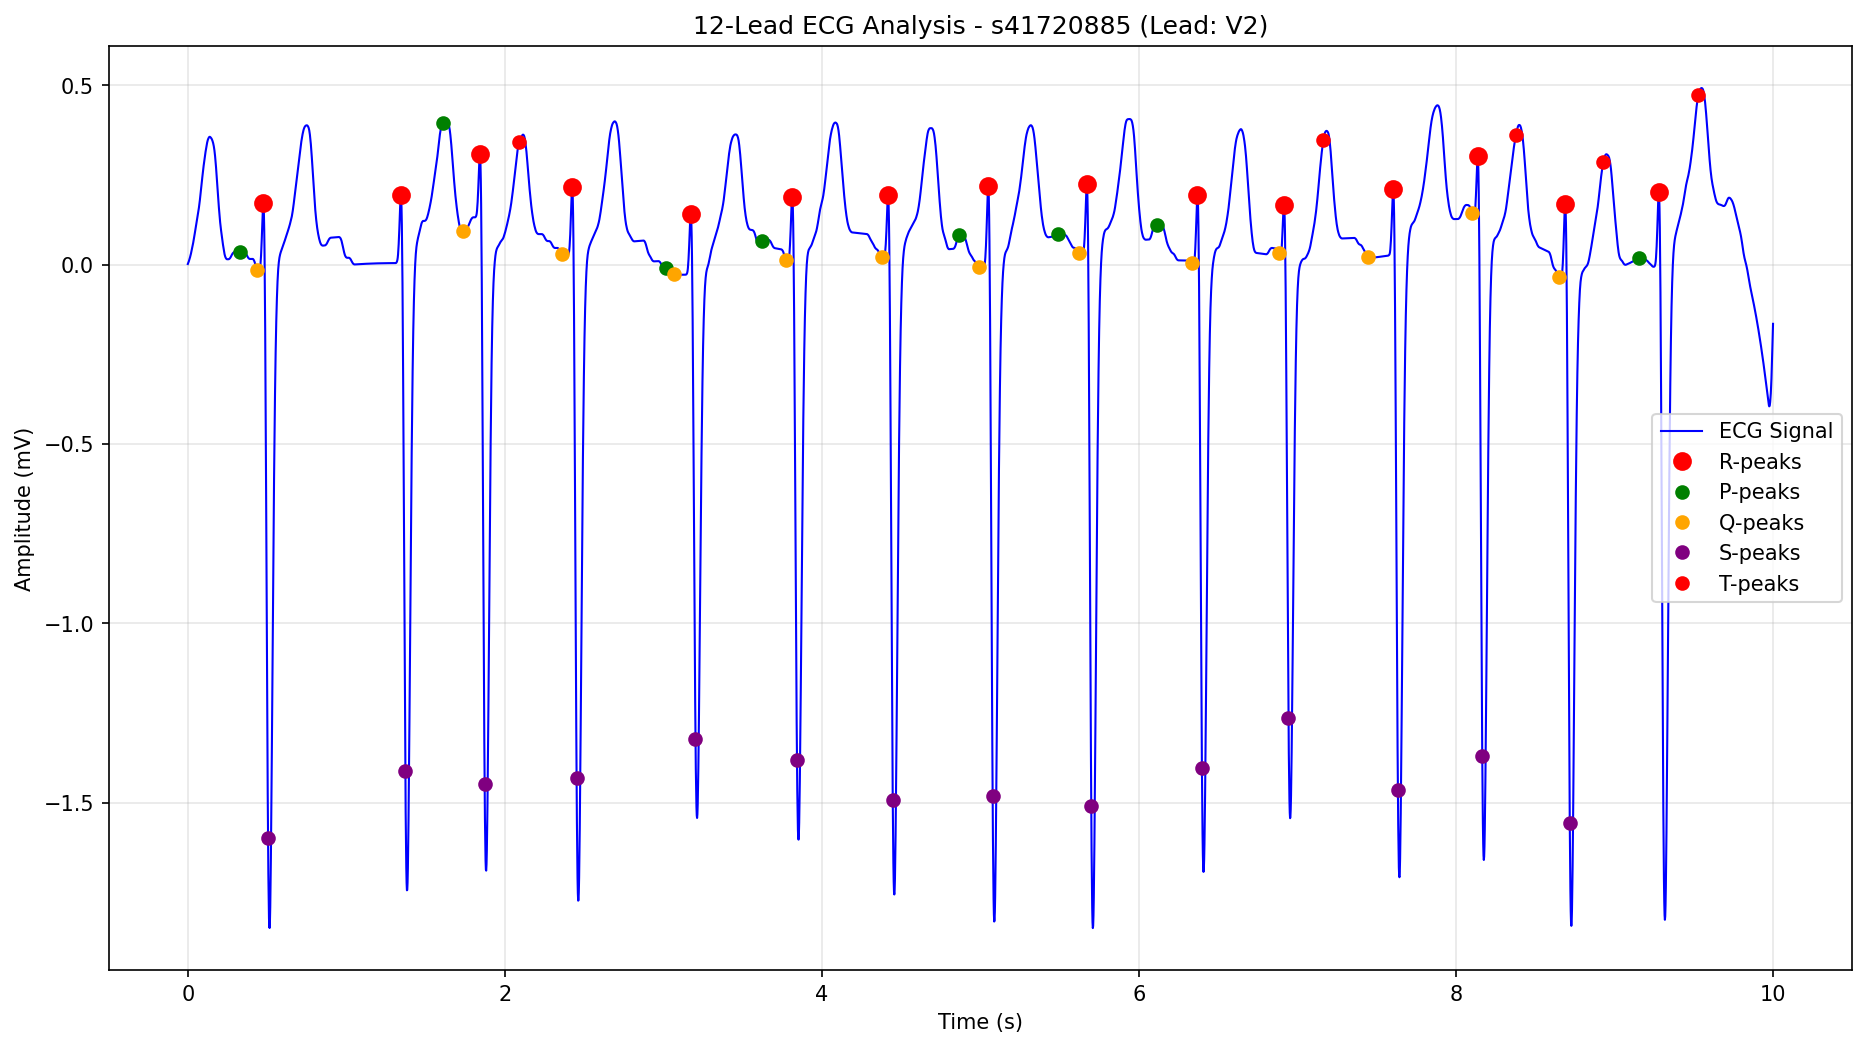 12-Lead ECG Analysis - s41720885 (Lead: V2)
Amplitude (mV)
0.5
0.0
−0.5
−1.0
−1.5
ECG Signal
R-peaks
P-peaks
Q-peaks
S-peaks
T-peaks
0 2 4 6 8 10
Time (s)